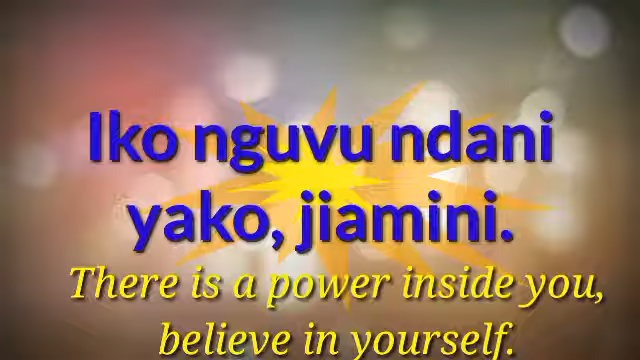 Iko nguvu ndani
yako, jiamini.
There is a power inside you,
believe in yourself.